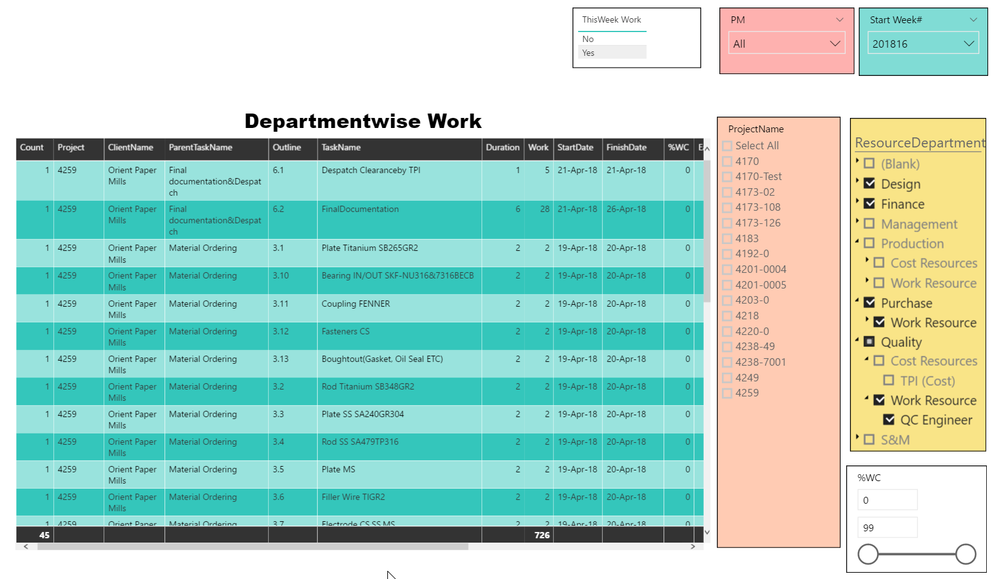 ThisWeek Work
No
Yes
PM
All
Start Week#
201816
Departmentwise Work
Count Project ClientName ParentTaskName Outline TaskName Duration Work StartDate FinishDate %WC E
1 4259 Orient Paper Mills Final documentation&Despatch 6.1 Despatch Clearanceby TPI 1 5 21-Apr-18 21-Apr-18 0
1 4259 Orient Paper Mills Final documentation&Despatch 6.2 FinalDocumentation 6 28 21-Apr-18 26-Apr-18 0
1 4259 Orient Paper Mills Material Ordering 3.1 Plate Titanium SB265GR2 2 2 19-Apr-18 20-Apr-18 0
1 4259 Orient Paper Mills Material Ordering 3.10 Bearing IN/OUT SKF-NU316&7316BECB 2 2 19-Apr-18 20-Apr-18 0
1 4259 Orient Paper Mills Material Ordering 3.11 Coupling FENNER 2 2 19-Apr-18 20-Apr-18 0
1 4259 Orient Paper Mills Material Ordering 3.12 Fasteners CS 2 2 19-Apr-18 20-Apr-18 0
1 4259 Orient Paper Mills Material Ordering 3.13 Boughtout(Gasket, Oil Seal ETC) 2 2 19-Apr-18 20-Apr-18 0
1 4259 Orient Paper Mills Material Ordering 3.2 Rod Titanium SB348GR2 2 2 19-Apr-18 20-Apr-18 0
1 4259 Orient Paper Mills Material Ordering 3.3 Plate SS SA240GR304 2 2 19-Apr-18 20-Apr-18 0
1 4259 Orient Paper Mills Material Ordering 3.4 Rod SS SA479TP316 2 2 19-Apr-18 20-Apr-18 0
1 4259 Orient Paper Mills Material Ordering 3.5 Plate MS 2 2 19-Apr-18 20-Apr-18 0
1 4259 Orient Paper Mills Material Ordering 3.6 Filler Wire TIGR2 2 2 19-Apr-18 20-Apr-18 0
1 4259 Orient Paper Material Ordering 3.7 Electrode CS SS MS 2 2 19-Apr-18 20-Apr-18 0
45 726
ProjectName
Select All
4170
4170-Test
4173-02
4173-108
4173-126
4183
4192-0
4201-0004
4201-0005
4203-0
4218
4220-0
4238-49
4238-7001
4249
4259
ResourceDepartment
(Blank)
Design
Finance
Management
Production
Cost Resources
Work Resource
Purchase
Work Resource
Quality
Cost Resources
TPI (Cost)
Work Resource
QC Engineer
S&M
%WC
0
99